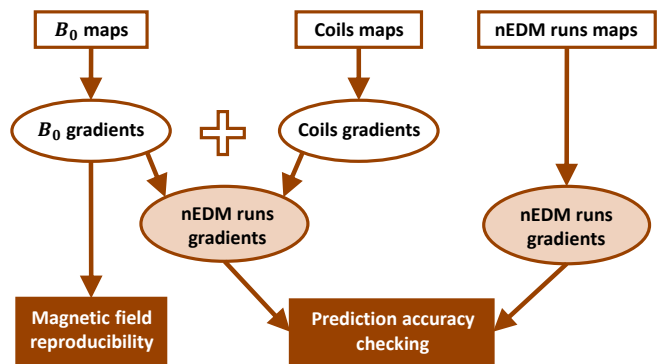 B₀ maps
Coils maps
nEDM runs maps
B₀ gradients
Coils gradients
nEDM runs
gradients
nEDM runs
gradients
Magnetic field
reproducibility
Prediction accuracy
checking